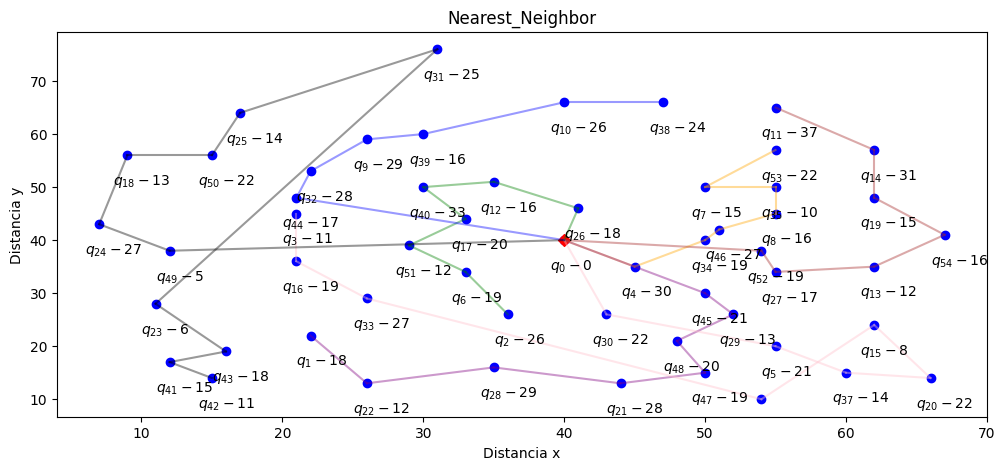 Nearest_Neighbor
Distancia y
70
60
50
40
30
20
10
q31 − 25
q25 − 14
q10 − 26
q38 − 24
q11 − 37
q9 − 29
q39 − 16
q18 − 13
q50 − 22
q53 − 22
q14 − 31
q32 − 28
q40 − 33
q12 − 16
q7 − 15
q44 − 17
q26 − 18
q8 − 16
q19 − 15
q3 − 11
q24 − 27
q17 − 20
q46 − 27
q54 − 16
q49 − 5
q51 − 12
q0 − 0
q34 − 19
q52 − 19
q16 − 19
q6 − 19
q4 − 30
q27 − 17
q13 − 12
q23 − 6
q33 − 27
q45 − 21
q2 − 26
q30 − 22
q29 − 13
q1 − 18
q15 − 8
q43 − 18
q48 − 20
q5 − 21
q41 − 15
q28 − 29
q42 − 11
q22 − 12
q21 − 28
q47 − 19
q37 − 14
q20 − 22
10
20
30
40
50
60
70
Distancia x